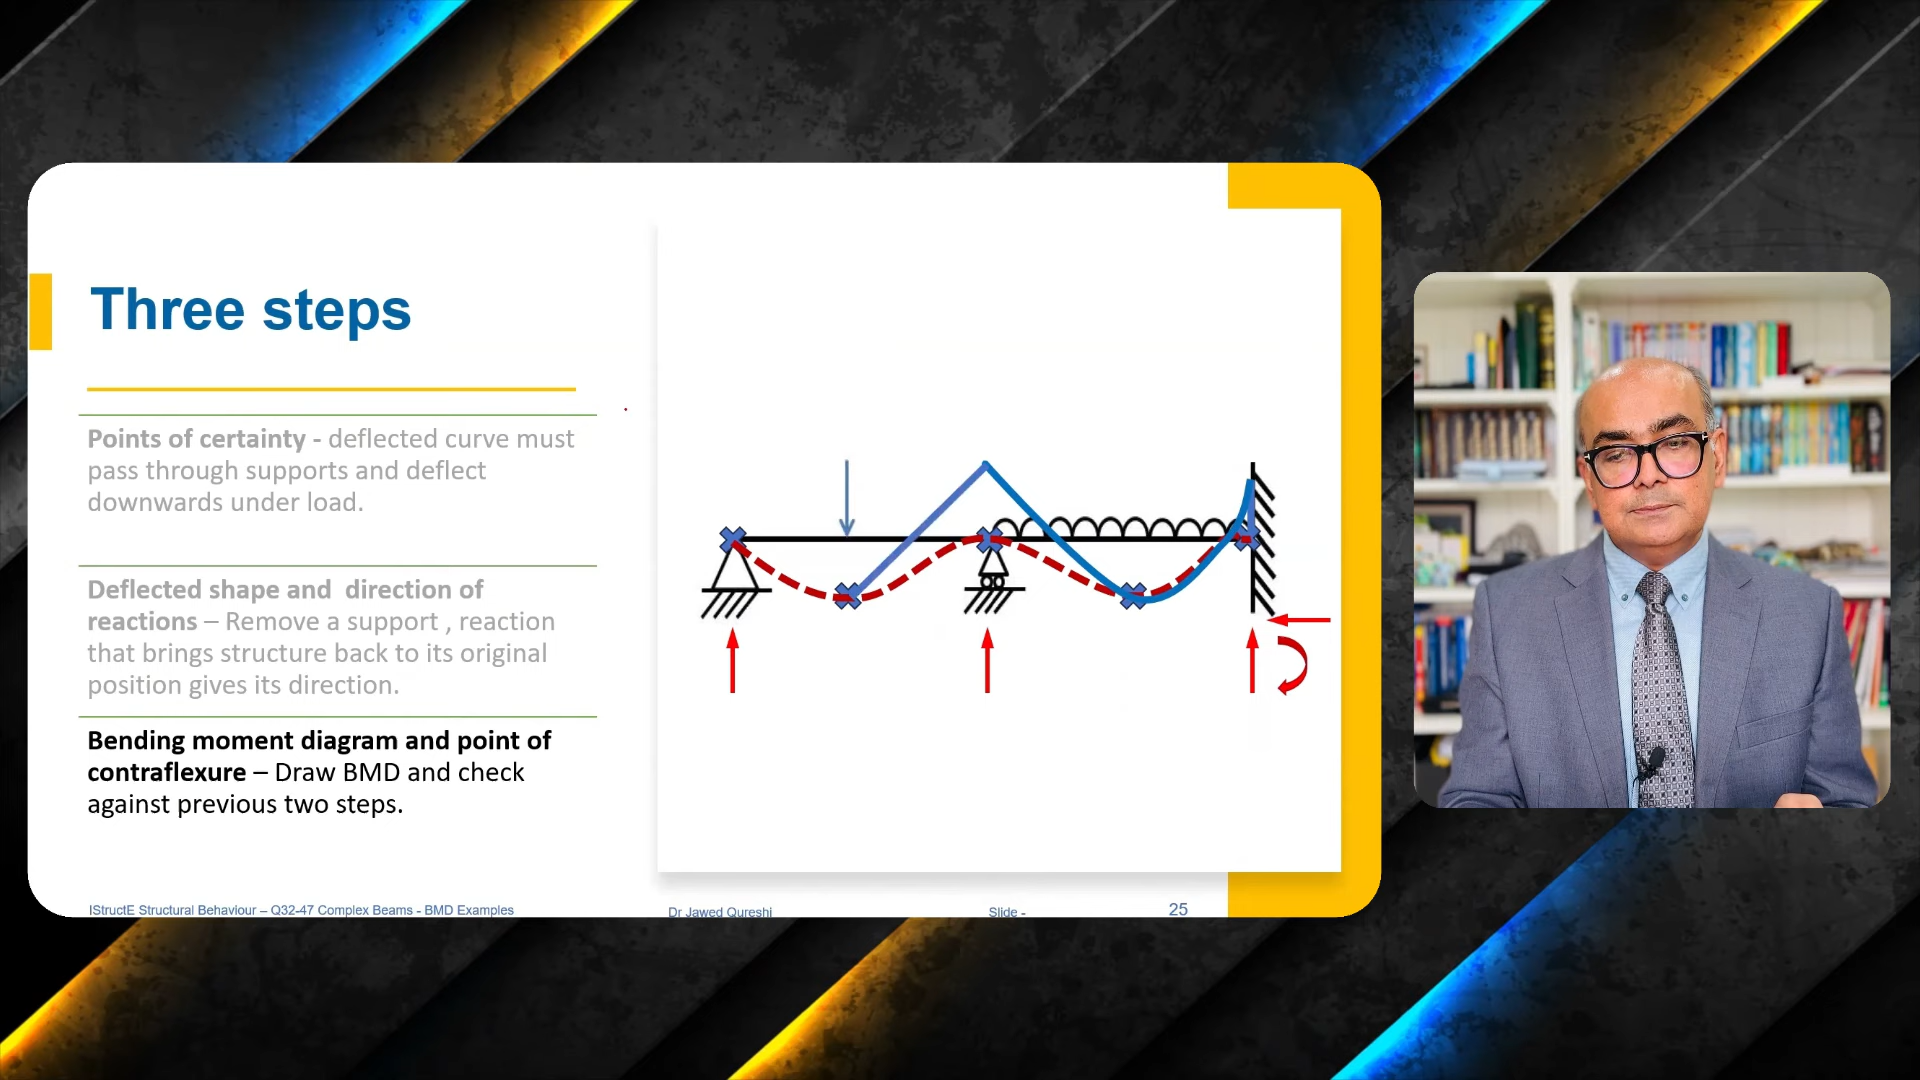 Three steps
Points of certainty - deflected curve must
pass through supports and deflect
downwards under load.
Deflected shape and  direction of
reactions – Remove a support , reaction
that brings structure back to its original
position gives its direction.
Bending moment diagram and point of
contraflexure – Draw BMD and check
against previous two steps.
IStructE Structural Behaviour – Q32-47 Complex Beams - BMD Examples
Dr Jawed Qureshi
Slide -
25